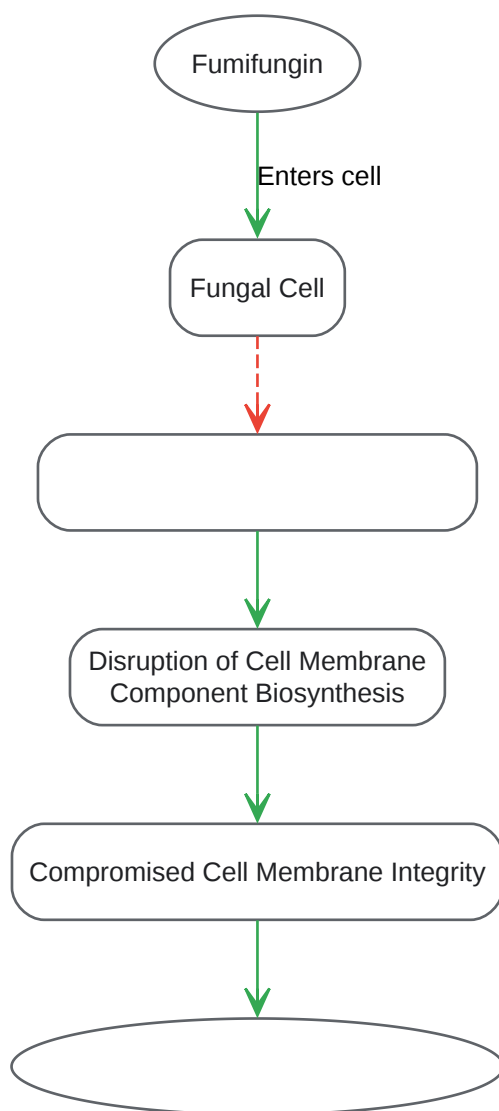 Fumifungin
Enters cell
Fungal Cell
Disruption of Cell Membrane
Component Biosynthesis
Compromised Cell Membrane Integrity